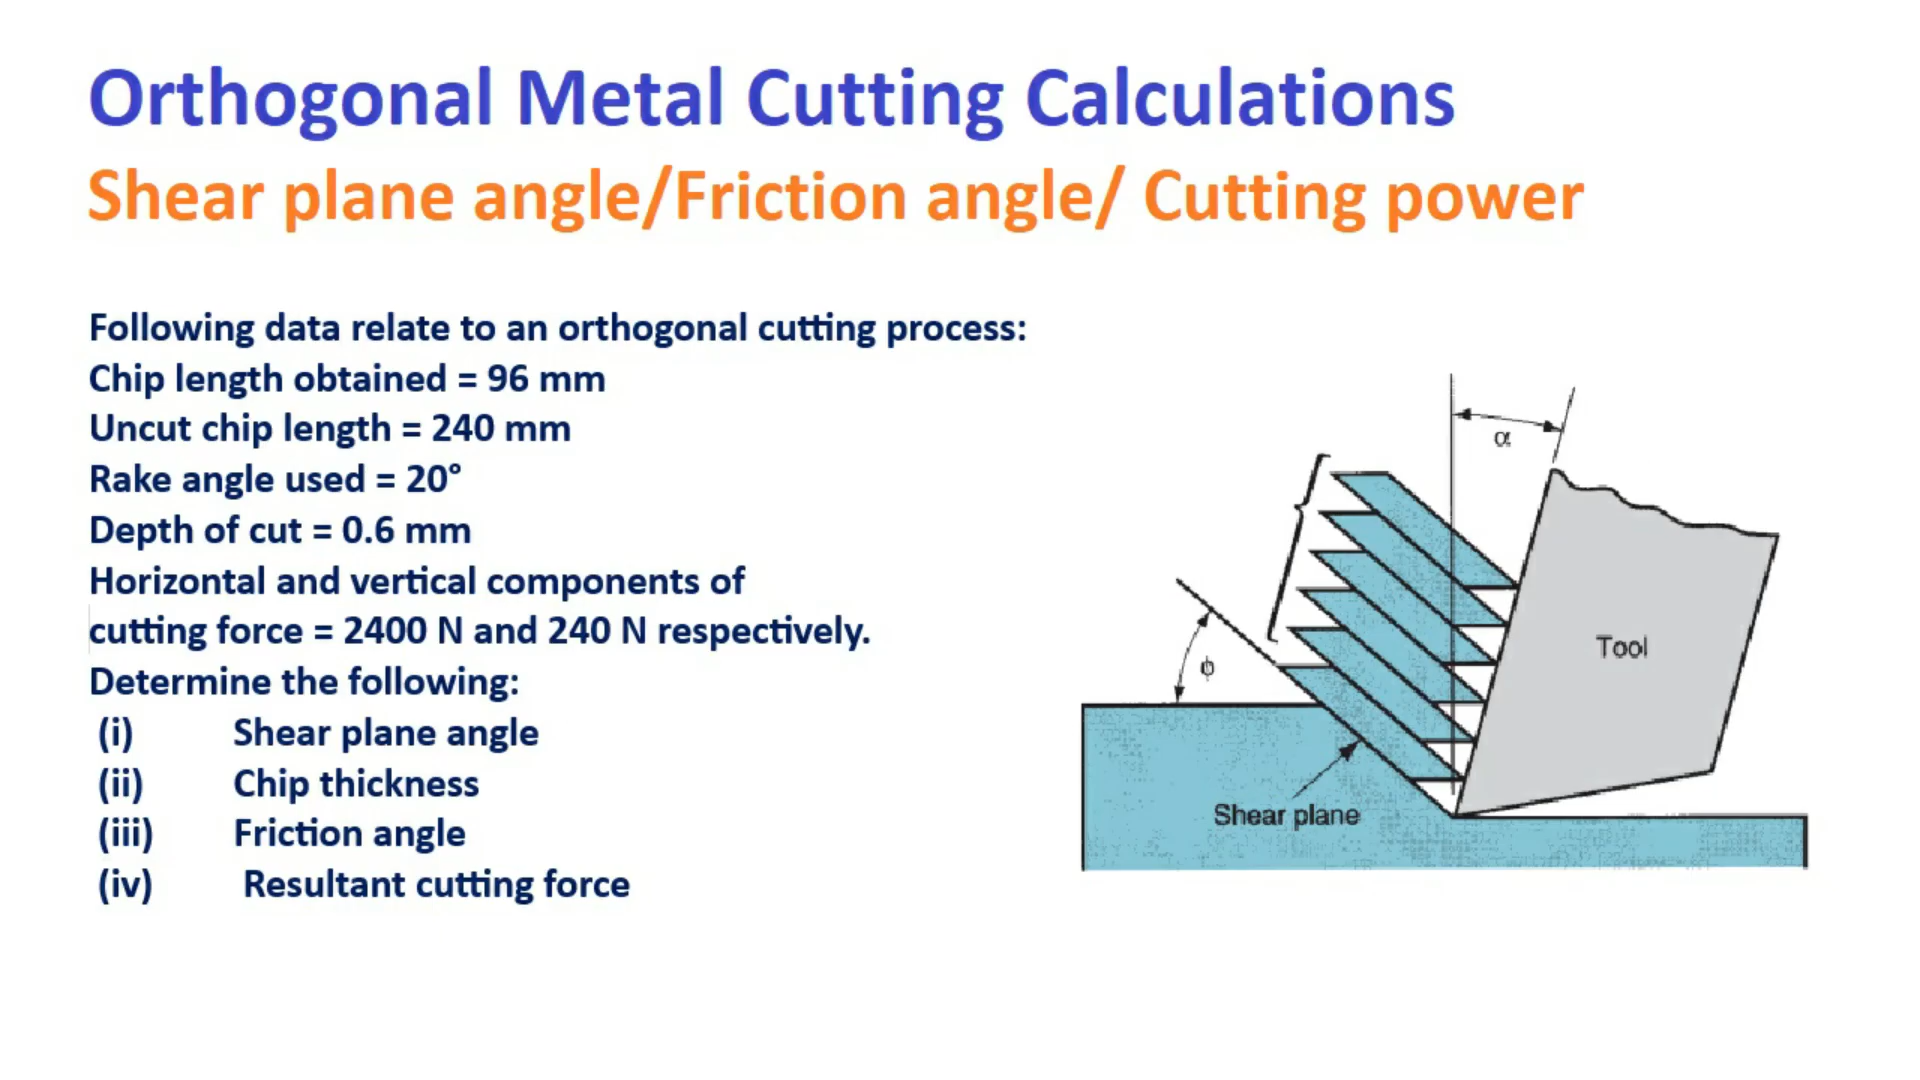 Orthogonal Metal Cutting Calculations
Shear plane angle/Friction angle/ Cutting power
Following data relate to an orthogonal cutting process:
Chip length obtained = 96 mm
Uncut chip length = 240 mm
Rake angle used = 20°
Depth of cut = 0.6 mm
Horizontal and vertical components of
cutting force = 2400 N and 240 N respectively.
Determine the following:
(i) Shear plane angle
(ii) Chip thickness
(iii) Friction angle
(iv) Resultant cutting force
α
Tool
ϕ
Shear plane